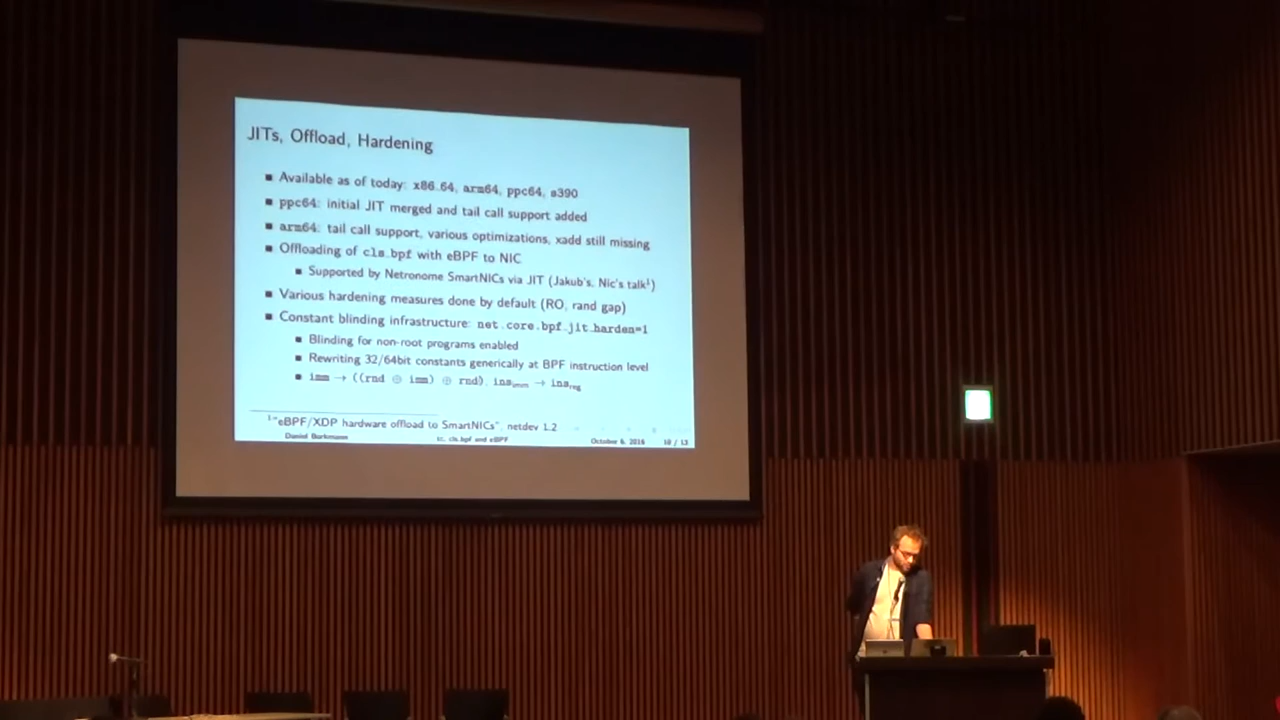 JITs, Offload, Hardening
Available as of today: x86_64, arm64, ppc64, s390
ppc64: initial JIT merged and tail call support added
arm64: tail call support, various optimizations, xadd still missing
Offloading of cls_bpf with eBPF to NIC
Supported by Netronome SmartNICs via JIT (Jakub's, Nic's talk¹)
Various hardening measures done by default (RO, rand gap)
Constant blinding infrastructure: net.core.bpf_jit_harden=1
Blinding for non-root programs enabled
Rewriting 32/64bit constants generically at BPF instruction level
imm → ((rnd ⊕ imm) ⊕ rnd), ins_imm → ins_reg
¹"eBPF/XDP hardware offload to SmartNICs", netdev 1.2
Daniel Borkmann tc, cls_bpf and eBPF October 6, 2016 10 / 13